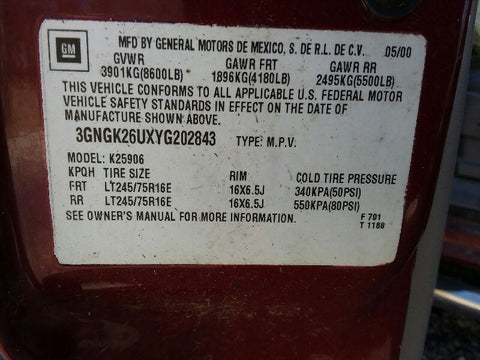 GM
MFD BY GENERAL MOTORS DE MEXICO, S. DE R.L. DE C.V. 05/00
GVWR GAWR FRT GAWR RR
3901KG(8600LB) 1896KG(4180LB) 2495KG(5500LB)
THIS VEHICLE CONFORMS TO ALL APPLICABLE U.S. FEDERAL MOTOR
VEHICLE SAFETY STANDARDS IN EFFECT ON THE DATE OF
MANUFACTURE SHOWN ABOVE.
3GNGK26UXYG202843 TYPE: M.P.V.
MODEL: K25906
KPQH TIRE SIZE RIM COLD TIRE PRESSURE
FRT LT245/75R16E 16X6.5J 340KPA(50PSI)
RR LT245/75R16E 16X6.5J 550KPA(80PSI)
SEE OWNER'S MANUAL FOR MORE INFORMATION. F 701
T 1188